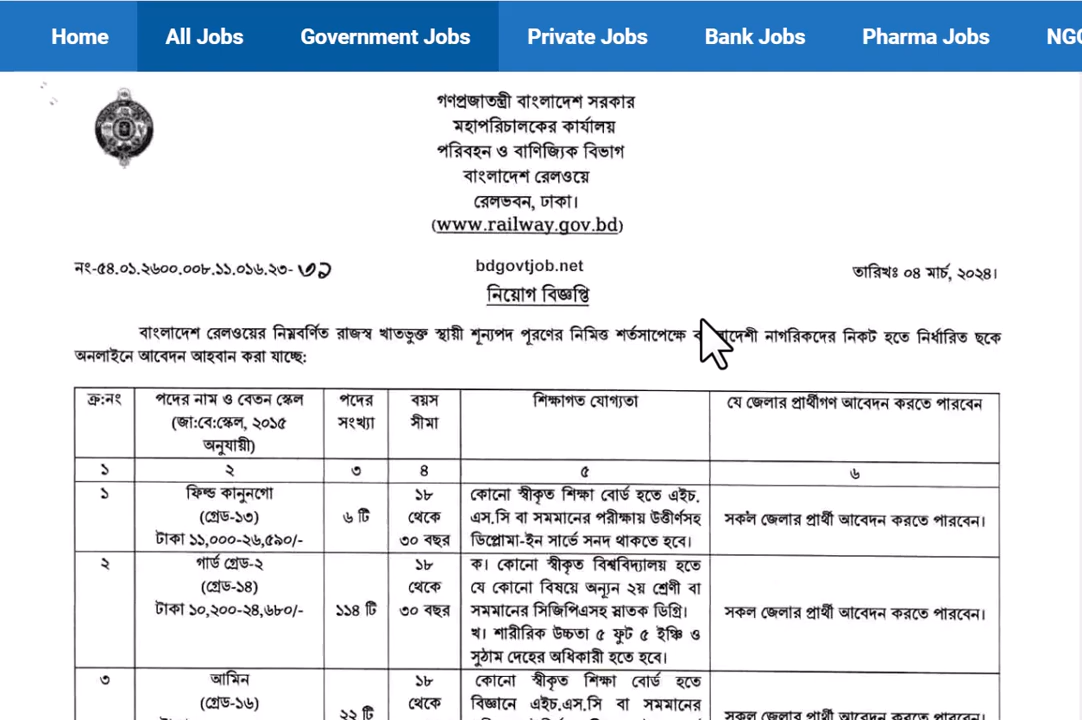 Home All Jobs Government Jobs Private Jobs Bank Jobs Pharma Jobs
গণপ্রজাতন্ত্রী বাংলাদেশ সরকার
মহাপরিচালকের কার্যালয়
পরিবহন ও বাণিজ্যিক বিভাগ
বাংলাদেশ রেলওয়ে
রেলভবন, ঢাকা।
(www.railway.gov.bd)
নং-৫৪.০১.২৬০০.০০৮.১১.০১৬.২৩-৩১
bdgovtjob.net
তারিখঃ ০৪ মার্চ, ২০২৪।
নিয়োগ বিজ্ঞপ্তি
বাংলাদেশ রেলওয়ের নিম্নবর্ণিত রাজস্ব খাতভুক্ত স্থায়ী শূন্যপদ পূরণের নিমিত্ত শর্তসাপেক্ষে নাগরিকদের নিকট হতে নির্ধারিত ছকে
অনলাইনে আবেদন আহবান করা যাচ্ছে:
ক্র:নং
পদের নাম ও বেতন স্কেল
(জা:বে:স্কেল, ২০১৫
অনুযায়ী)
পদের
সংখ্যা
বয়স
সীমা
শিক্ষাগত যোগ্যতা
যে জেলার প্রার্থীগণ আবেদন করতে পারবেন
১ ২ ৩ ৪ ৫ ৬
১
ফিল্ড কানুনগো
(গ্রেড-১৩)
টাকা ১১,০০০-২৬,৫৯০/-
৬ টি
১৮
থেকে
৩০ বছর
কোনো স্বীকৃত শিক্ষা বোর্ড হতে এইচ.
এস.সি বা সমমানের পরীক্ষায় উত্তীর্ণসহ
ডিপ্লোমা-ইন সার্ভে সনদ থাকতে হবে।
সকল জেলার প্রার্থী আবেদন করতে পারবেন।
২
গার্ড গ্রেড-২
(গ্রেড-১৪)
টাকা ১০,২০০-২৪,৬৮০/-
১১৪ টি
১৮
থেকে
৩০ বছর
ক। কোনো স্বীকৃত বিশ্ববিদ্যালয় হতে
যে কোনো বিষয়ে অন্যূন ২য় শ্রেণী বা
সমমানের সিজিপিএসহ স্নাতক ডিগ্রি।
খ। শারীরিক উচ্চতা ৫ ফুট ৫ ইঞ্চি ও
সুঠাম দেহের অধিকারী হতে হবে।
সকল জেলার প্রার্থী আবেদন করতে পারবেন।
৩
আমিন
(গ্রেড-১৬)
২২ টি
১৮
থেকে
কোনো স্বীকৃত শিক্ষা বোর্ড হতে
বিজ্ঞানে এইচ.এস.সি বা সমমানের
সকল জেলার প্রার্থী আবেদন করতে পারবেন।